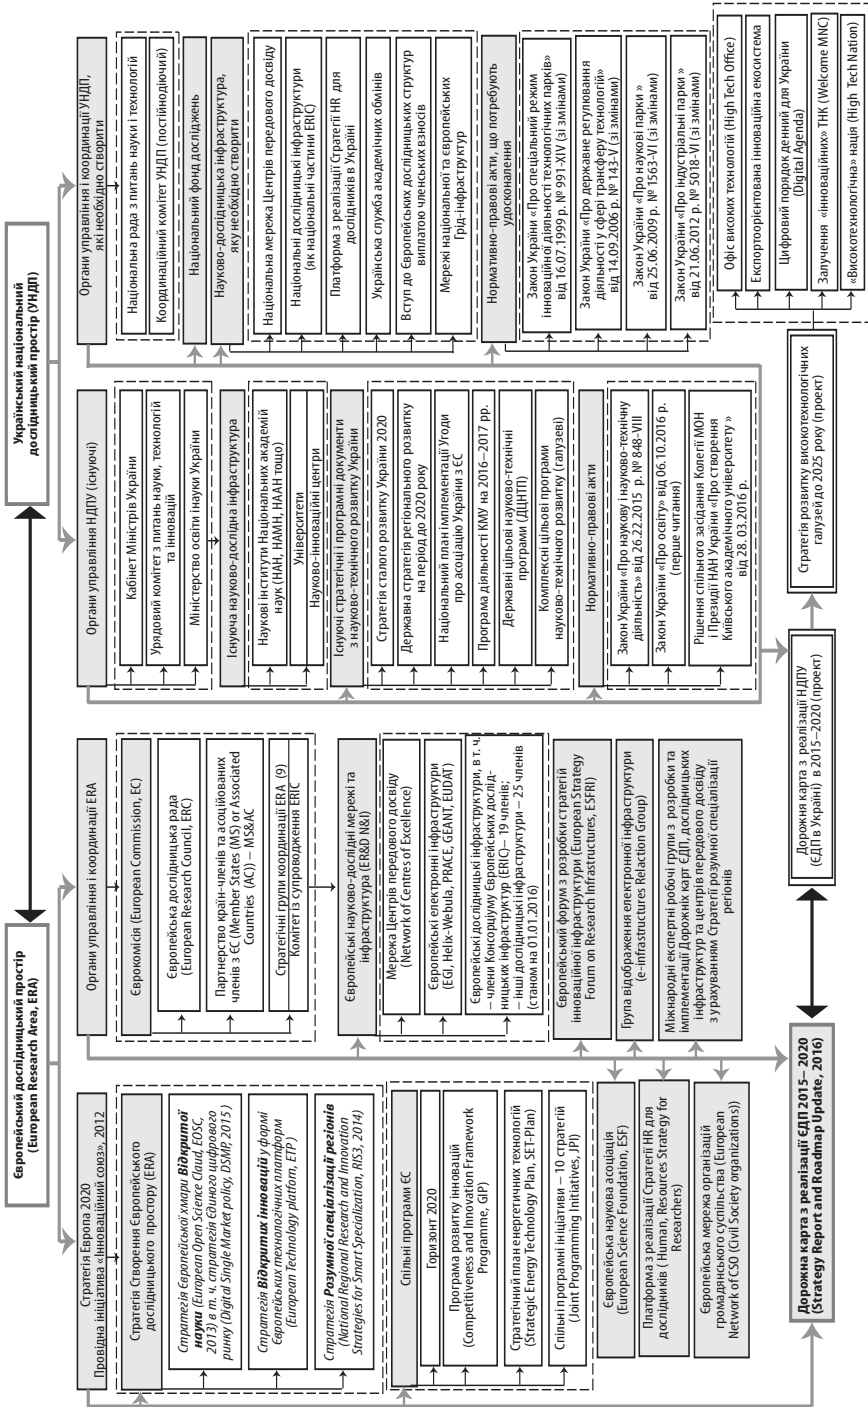 Європейський дослідницький простір
(European Research Area, ERA)
Український національний
дослідницький простір (УНДП)
Стратегія Європа 2020
Провідна ініціатива «Інноваційний союз», 2012
Стратегія Створення Європейського
дослідницького простору (ERA)
Стратегія Європейської хмари Відкритої
науки (European Open Science Claud, EOSC,
2013) в т. ч. стратегія Єдиного цифрового
ринку (Digital Single Market policy, DSMP, 2015 )
Стратегія Відкритих інновацій у формі
Європейських технологічних платформ
(European Technology platform, ETP)
Стратегія Розумної спеціалізації регіонів
(National Regional Research and Innovation
Strategies for Smart Specialization, RIS3, 2014)
Спільні програми ЄС
Горизонт 2020
Програма розвитку інновацій
(Competitiveness and Innovation Framework
Programme, GIP)
Стратегічний план енергетичних технологій
(Strategic Energy Technology Plan, SET-Plan)
Спільні програмні ініціативи – 10 стратегій
(Joint Programming Initiatives, JPI)
Європейська наукова асоціація
(European Science Foundation, ESF)
Платформа з реалізації Стратегії HR для
дослідників ( Human, Resources Strategy for
Researchers)
Європейська мережа організацій
громадянського суспільства (European
Network of CSO (Civil Society organizations))
Органи управління і координації ERA
Єврокомісія (European Commission, EC)
Європейська дослідницька рада
(European Research Council, ERC)
Партнерство країн–членів та асоційованих
членів з ЄС (Member States (MS) or Associated
Countries (AC)) – MS&AC
Стратегічні групи координації ERA (9)
Комітет із супроводження ERIC
Європейські науково-дослідні мережі та
інфраструктура (ER&D N&I)
Мережа Центрів передового досвіду
(Network of Centres of Excellence)
Європейські електронні інфраструктури
(EGI, Helix–Webula, PRACE, GEANT, EUDAT)
Європейські дослідницькі інфраструктури, в т. ч.
– члени Консорціуму Європейських дослід-
ницьких інфраструктур (ERIC)– 19 членів;
– інші дослідницькі інфраструктури – 25 членів
(станом на 01.01.2016)
Європейський форум з розробки стратегій
інноваційної інфраструктури (European Strategy
Forum on Research Infrastructures, ESFRI)
Група відображення електронної інфраструктури
(e-infrastructures Relaction Group)
Міжнародні експертні робочі групи з розробки та
імплементації Дорожніх карт ЄДП, дослідницьких
інфраструктур та центрів передового досвіду
з урахуванням Стратегії розумної спеціалізації
регіонів
Дорожна карта з реалізації ЄДП 2015– 2020
(Strategy Report and Roadmap Update, 2016)
Органи управління НДПУ (існуючі)
Кабінет Міністрів України
Урядовий комітет з питань науки, технологій
та інновацій
Міністерство освіти і науки України
Існуюча науково-дослідна інфраструктура
Наукові інститути Національних академій
наук (НАН, НАМН, НААН тощо)
Університети
Науково-інноваційні центри
Існуючі стратегічні і програмні документи
з науково-технічного розвитку України
Стратегія сталого розвитку України 2020
Державна стратегія регіонального розвитку
на період до 2020 року
Національний план імплементації Угоди
про асоціацію України з ЄС
Програма діяльності КМУ на 2016–2017 рр.
Державні цільові науково-технічні
програми (ДЦНТП)
Комплексні цільові програми
науково-технічного розвитку (галузеві)
Нормативно-правові акти
Закон України «Про наукову і науково-технічну
діяльність» від 26.22.2015 р. № 848-VIII
Закон України «Про освіту» від 06.10.2016 р.
(перше читання)
Рішення спільного засідання Колегії МОН
і Президії НАН України «Про створення
Київського академічного університету »
від 28. 03.2016 р.
Дорожня карта з реалізації НДПУ
(ЄДП в Україні) в 2015–2020 (проект)
Органи управління і координації УНДП,
які необхідно створити
Національна рада з питань науки і технологій
Координаційний комітет УНДП (постійнодіючий)
Національний фонд досліджень
Науково-дослідницька інфраструктура,
яку необхідно створити
Національна мережа Центрів передового досвіду
Національні дослідницькі інфраструктури
(як національні частини ERIC)
Платформа з реалізації Стратегії HR для
дослідників в Україні
Українська служба академічних обмінів
Вступ до Європейських дослідницьких структур
виплатою членських взносів
Мережі національної та європейських
Грід-інфраструктур
Нормативно-правові акти, що потребують
удосконалення
Закон України «Про спеціальний режим
інноваційної діяльності технологічних парків»
від 16.07.1999 р. № 991-XIV (зі змінами)
Закон України «Про державне регулювання
діяльності у сфері трансферу технологій»
від 14.09.2006 р. № 143-V (зі змінами)
Закон України «Про наукові парки »
від 25.06.2009 р. № 1563-VI (зі змінами)
Закон України «Про індустріальні парки »
від 21.06.2012 р. № 5018-VI (зі змінами)
Стратегія розвитку високотехнологічних
галузей до 2025 року (проект)
Офіс високих технологій (High Tech Office)
Експортоорієнтована інноваційна екосистема
Цифровий порядок денний для України
(Digital Agenda)
Залучення «інноваційних» ТНК (Welcome MNC)
«Високотехнологічна» нація (High Tech Nation)